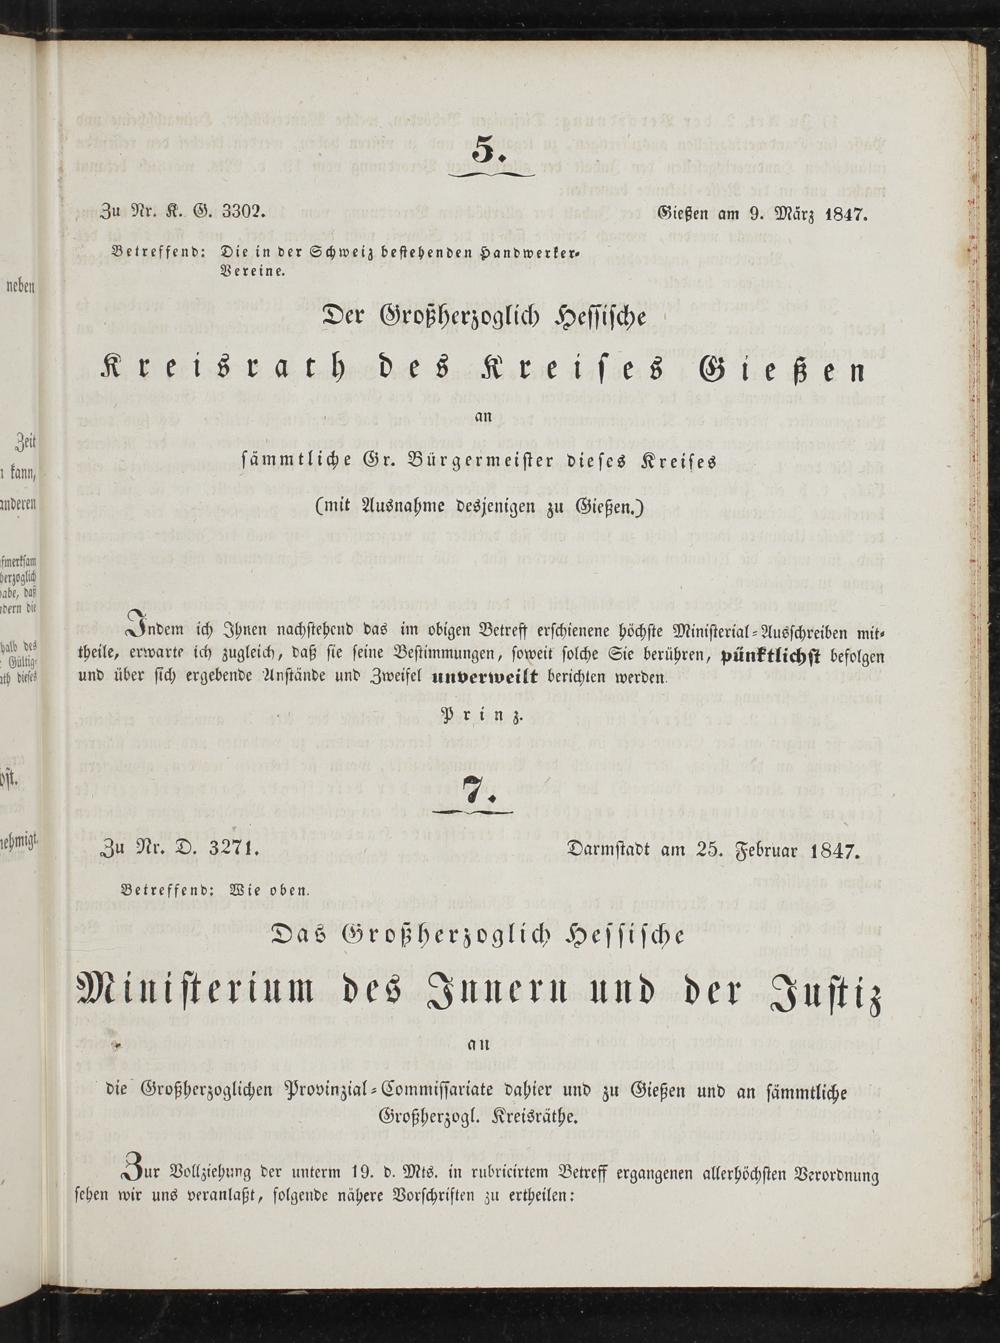 5.
Zu Nr. K. G. 3302. Gießen am 9. März 1847.
Betreffend: Die in der Schweiz bestehenden Handwerker-
Vereine.
Der Großherzoglich Hessische
Kreisrath des Kreises Gießen
an
sämmtliche Gr. Bürgermeister dieses Kreises
(mit Ausnahme desjenigen zu Gießen.)
Indem ich Ihnen nachstehend das im obigen Betreff erschienene höchste Ministerial-Ausschreiben mit-
theile, erwarte ich zugleich, daß sie seine Bestimmungen, soweit solche Sie berühren, pünktlichst befolgen
und über sich ergebende Anstände und Zweifel unverweilt berichten werden.
Prinz.
7.
Zu Nr. D. 3271. Darmstadt am 25. Februar 1847.
Betreffend: Wie oben.
Das Großherzoglich Hessische
Ministerium des Innern und der Justiz
an
die Großherzoglichen Provinzial-Commissariate dahier und zu Gießen und an sämmtliche
Großherzogl. Kreisräthe.
Zur Vollziehung der unterm 19. d. Mts. in rubricirtem Betreff ergangenen allerhöchsten Verordnung
sehen wir uns veranlaßt, folgende nähere Vorschriften zu ertheilen:
neben
Zeit
kann,
anderen
dieses